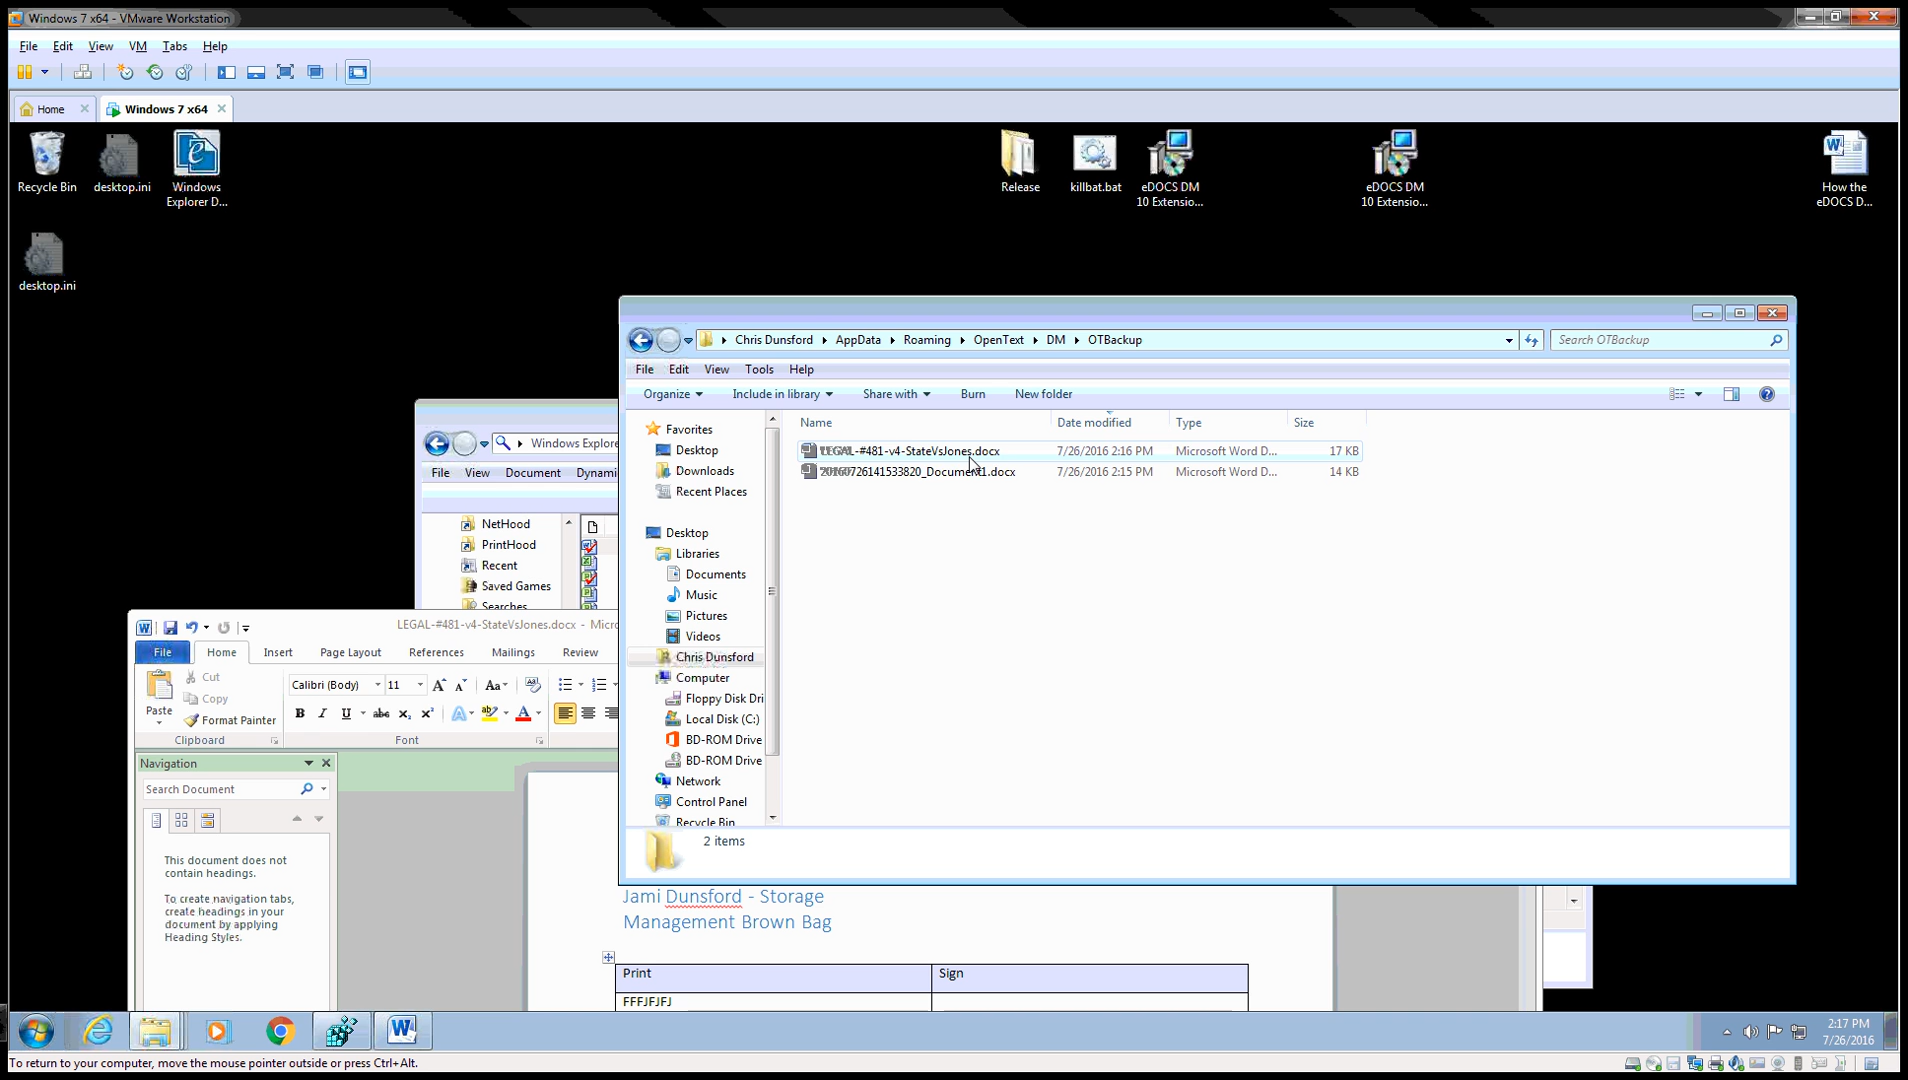 Windows 7 x64 - VMware Workstation
File Edit View VM Tabs Help
Home Windows 7 x64
Recycle Bin
desktop.ini
Windows
Explorer D...
Release
killbat.bat
eDOCS DM
10 Extensio...
eDOCS DM
10 Extensio...
How the
eDOCS D...
desktop.ini
Chris Dunsford AppData Roaming OpenText DM OTBackup Search OTBackup
File Edit View Tools Help
Organize Include in library Share with Burn New folder
Name Date modified Type Size
LEGAL-#481-v4-StateVsJones.docx 7/26/2016 2:16 PM Microsoft Word D... 17 KB
20160726141533820_Document1.docx 7/26/2016 2:15 PM Microsoft Word D... 14 KB
Favorites
Desktop
Downloads
Recent Places
Desktop
Libraries
Documents
Music
Pictures
Videos
Chris Dunsford
Computer
Floppy Disk Dri
Local Disk (C:)
BD-ROM Drive
BD-ROM Drive
Network
Control Panel
Recycle Bin
2 items
Windows Explore
File View Document Dynami
NetHood
PrintHood
Recent
Saved Games
Searches
LEGAL-#481-v4-StateVsJones.docx - Micro
File Home Insert Page Layout References Mailings Review
Paste
Cut
Copy
Format Painter
Calibri (Body) 11
Clipboard Font
Navigation
Search Document
This document does not
contain headings.
To create navigation tabs,
create headings in your
document by applying
Heading Styles.
Jami Dunsford - Storage
Management Brown Bag
Print Sign
FFFJFJFJ
2:17 PM
7/26/2016
To return to your computer, move the mouse pointer outside or press Ctrl+Alt.